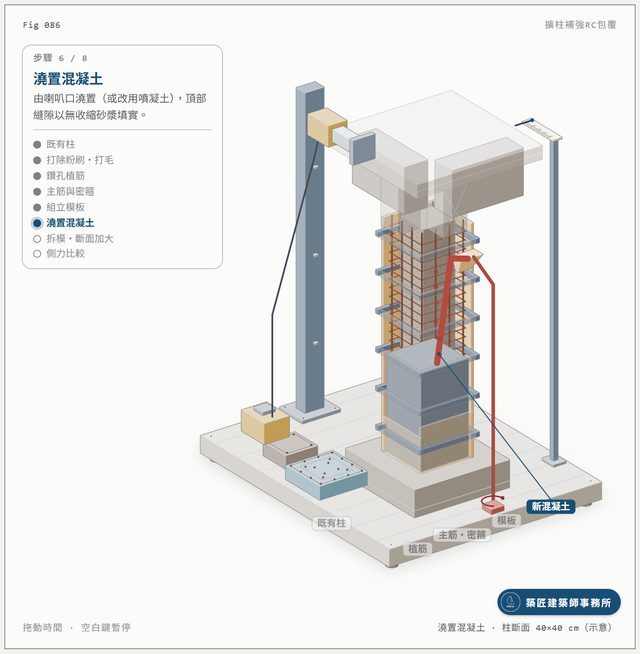 Fig 086
擴柱補強RC包覆
步驟 6 / 8
澆置混凝土
由喇叭口澆置（或改用噴凝土），頂部
縫隙以無收縮砂漿填實。
既有柱
打除粉刷・打毛
鑽孔植筋
主筋與密箍
組立模板
澆置混凝土
拆模・斷面加大
側力比較
新混凝土
模板
既有柱
主筋・密箍
植筋
築匠建築師事務所
拖動時間 · 空白鍵暫停
澆置混凝土 · 柱斷面 40×40 cm（示意）